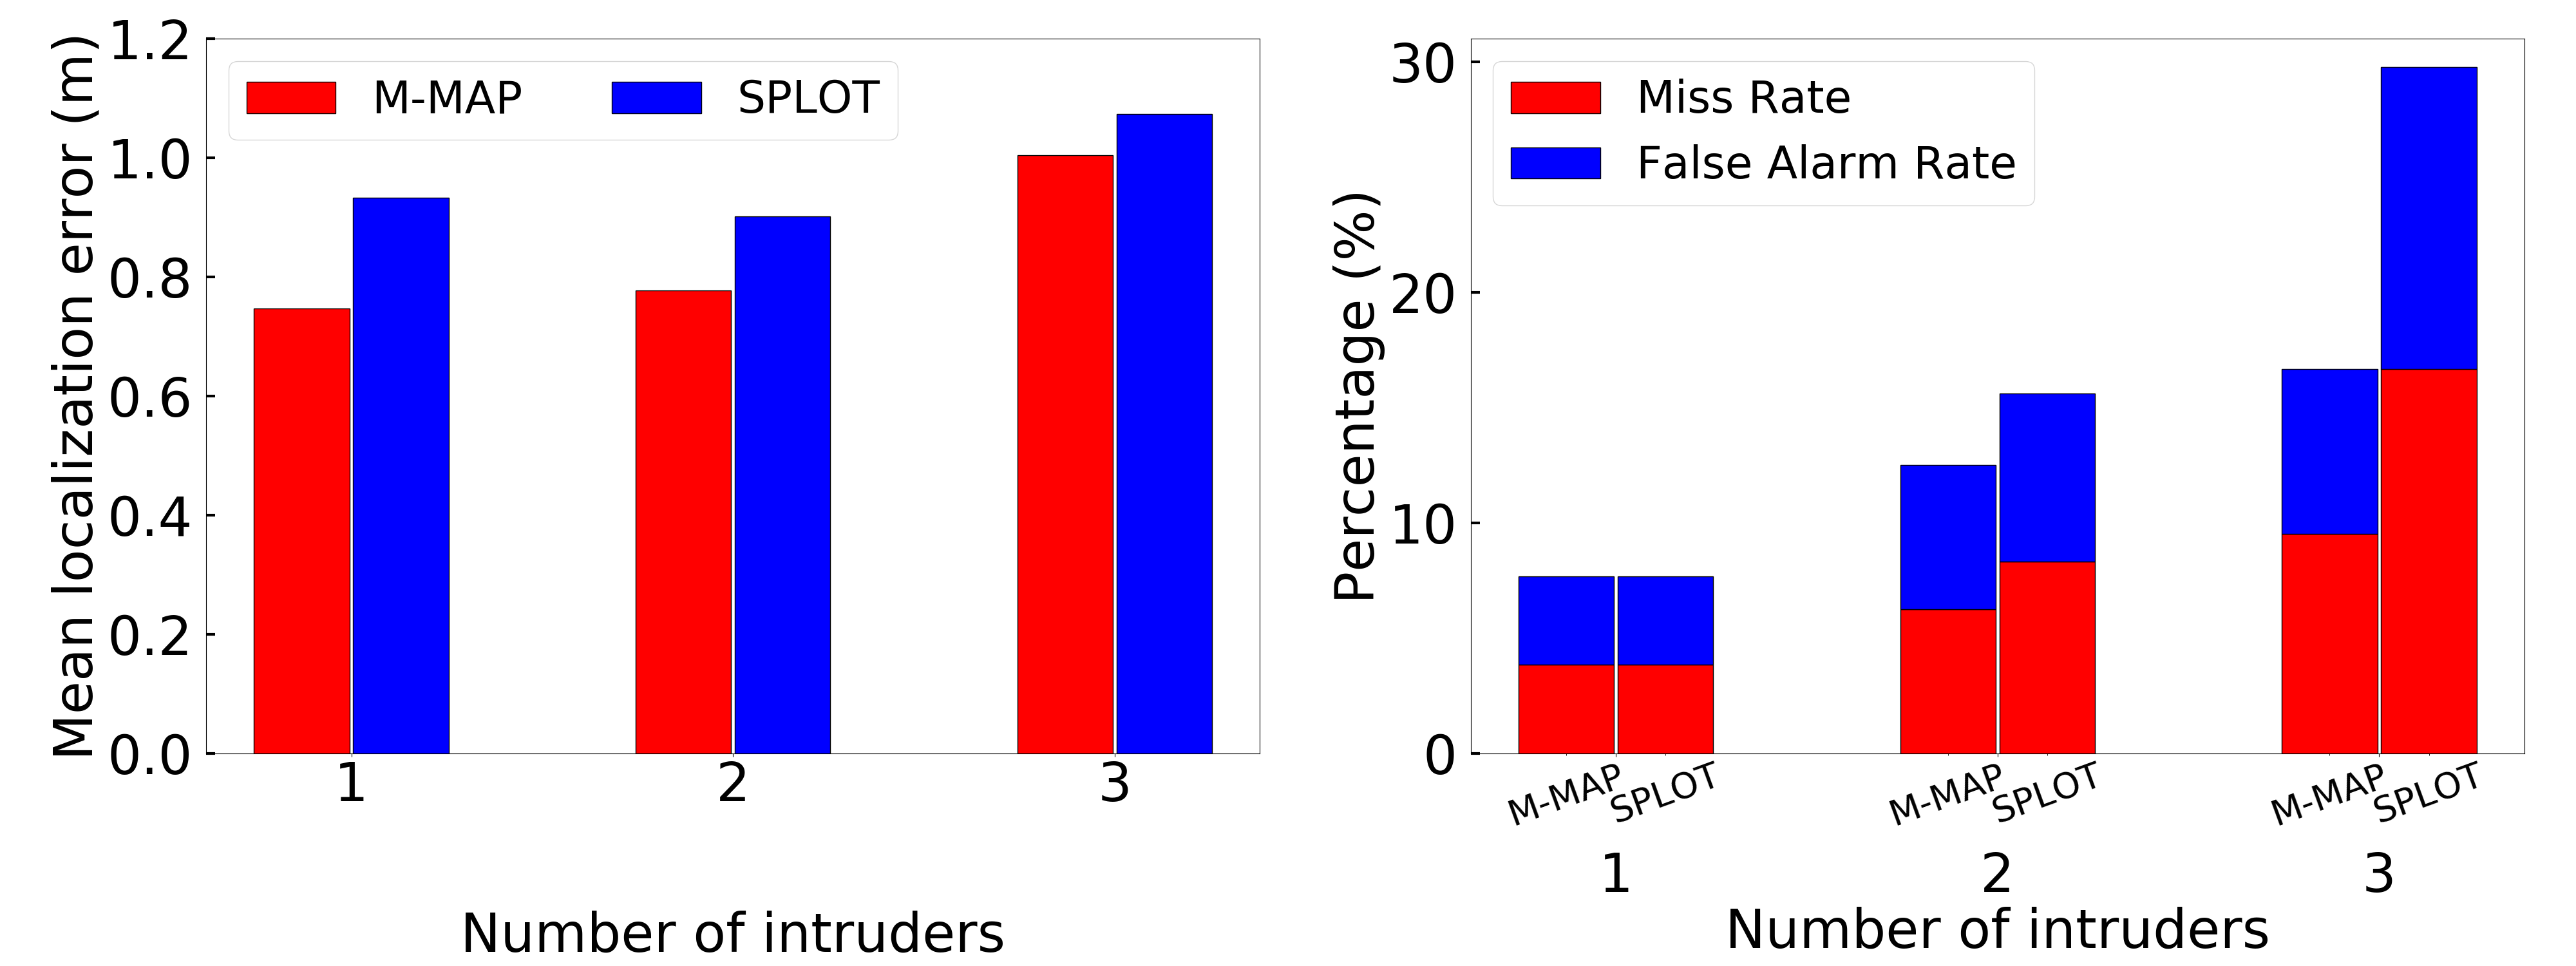 Mean localization error (m)
1.2
1.0
0.8
0.6
0.4
0.2
0.0
M-MAP SPLOT
1 2 3
Number of intruders
Percentage (%)
30
20
10
0
Miss Rate
False Alarm Rate
M-MAP SPLOT M-MAP SPLOT M-MAP SPLOT
1 2 3
Number of intruders